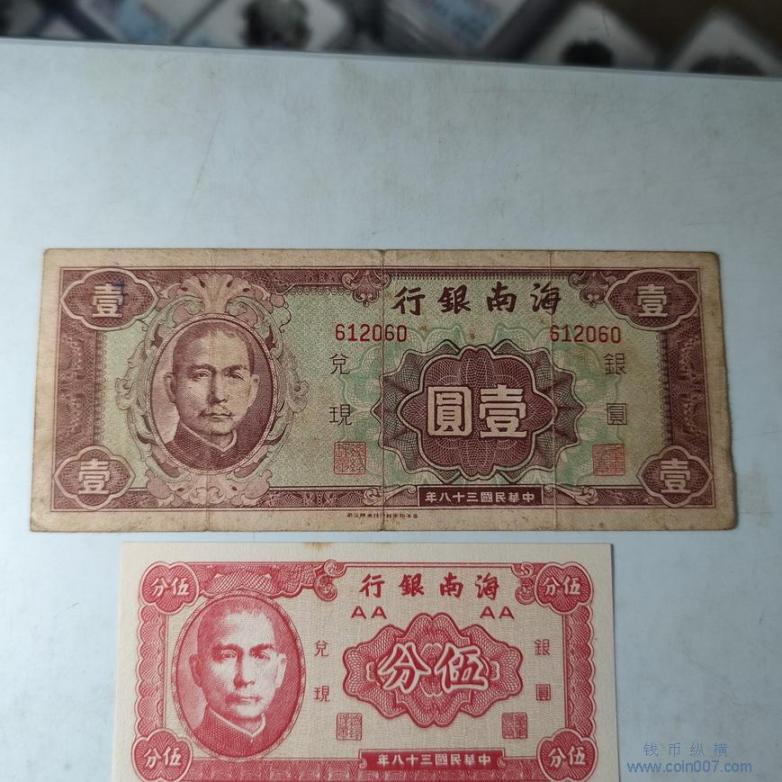 海南銀行
壹 壹
612060 612060
銀圓 兌現
壹圓
壹 壹
中華民國三十八年
海南銀行
伍分 伍分
AA AA
銀圓 兌現
伍分
伍分 伍分
中華民國三十八年
钱币纵横
www.coin007.com